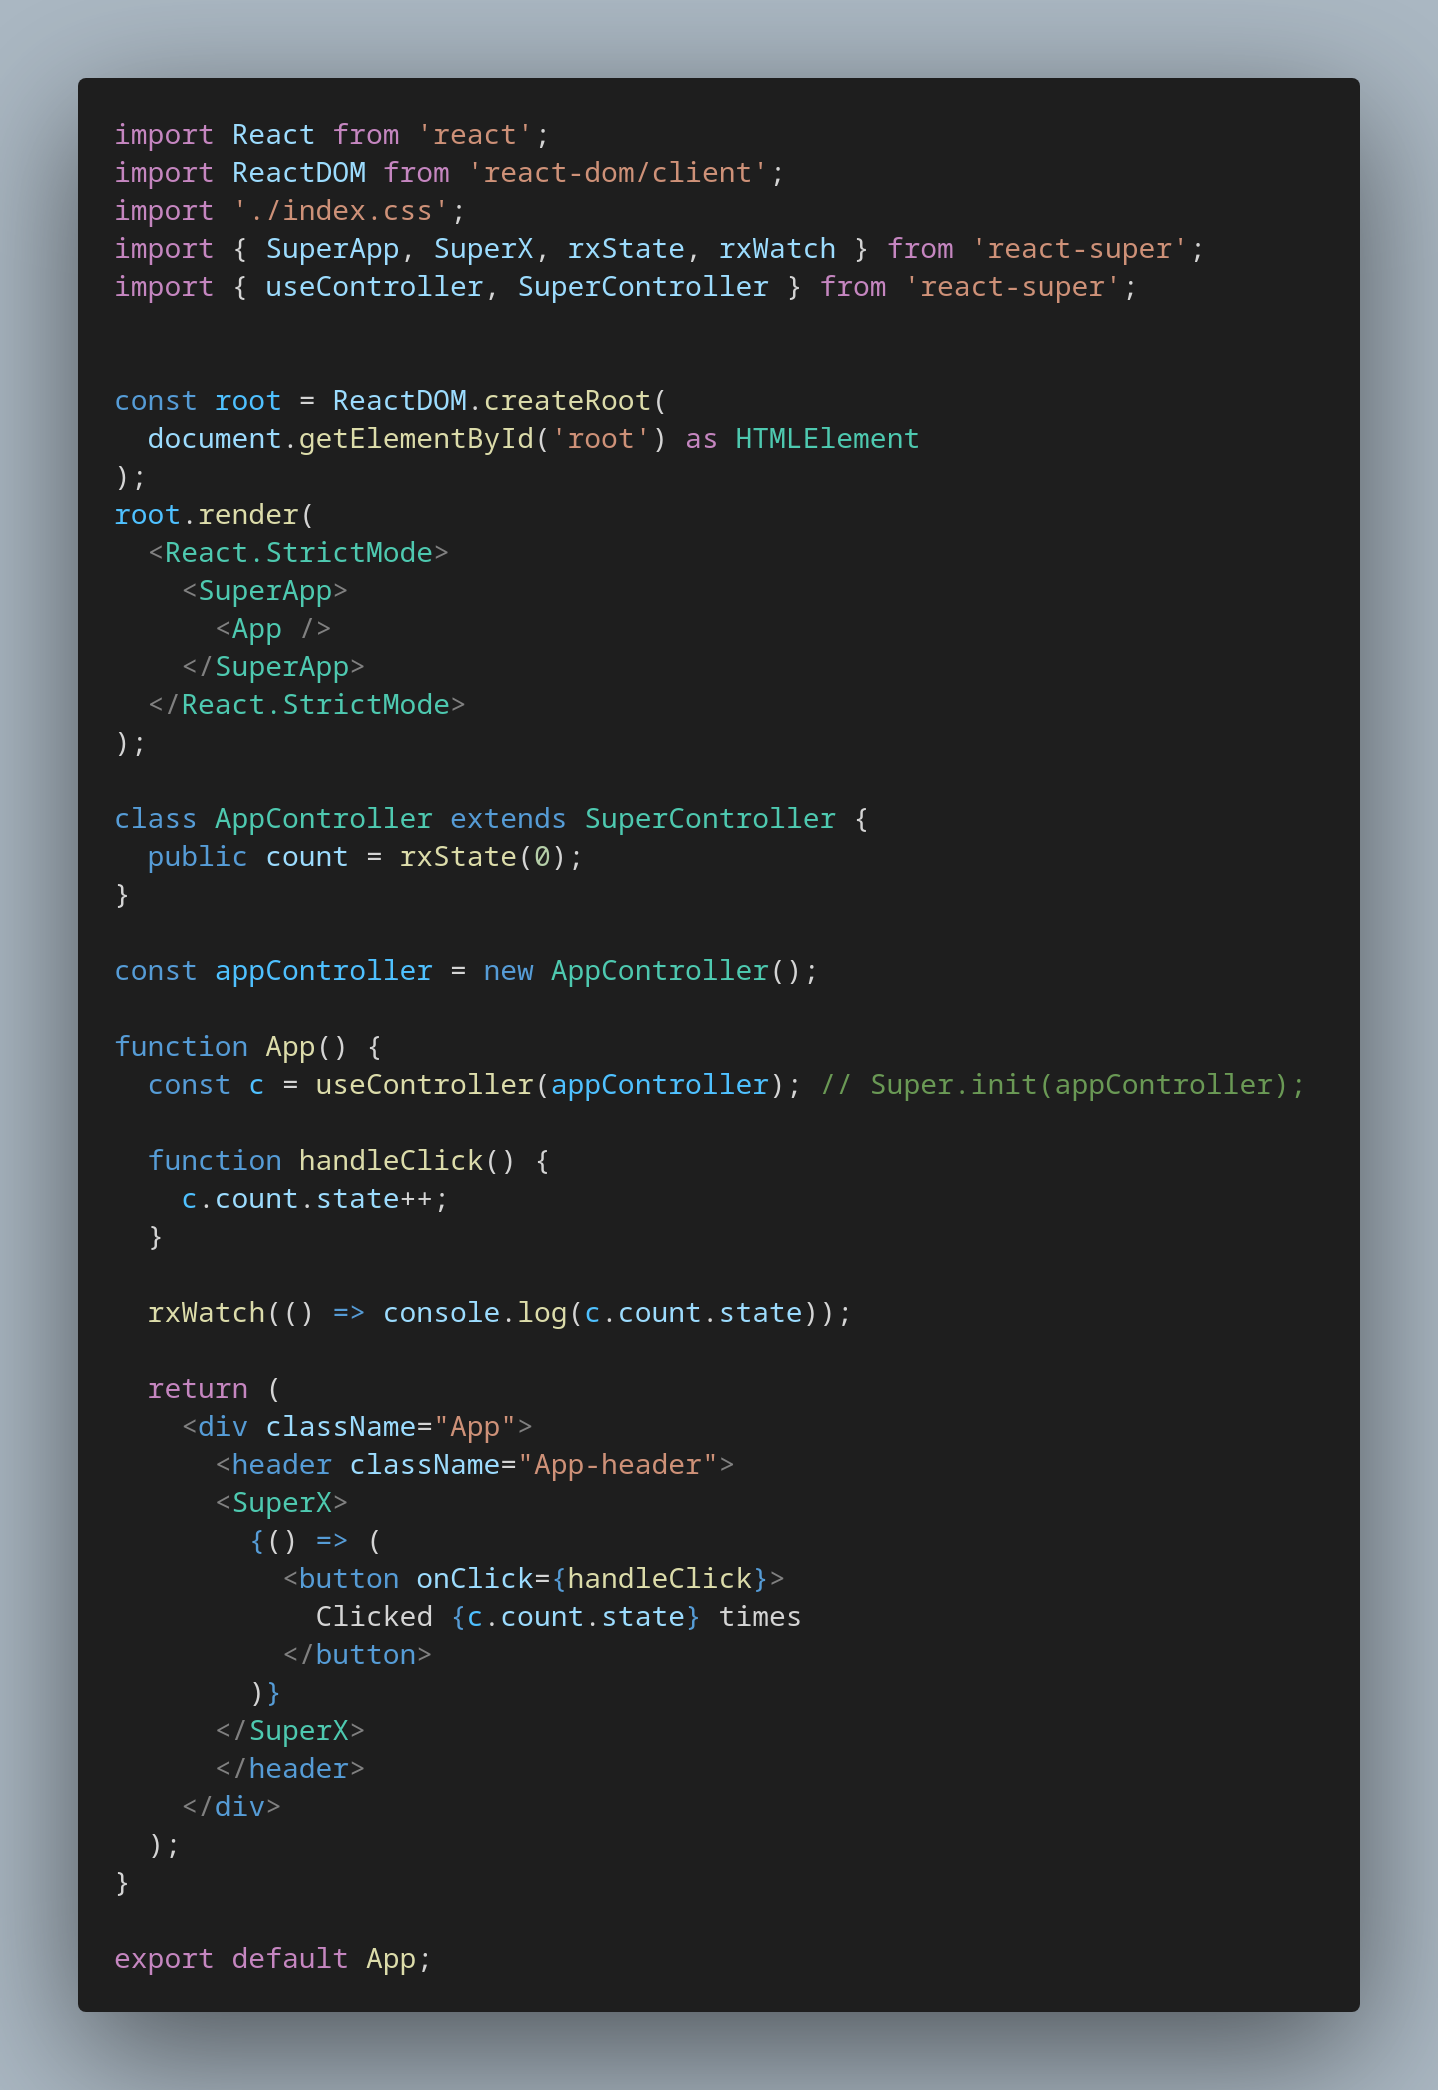 import React from 'react';
import ReactDOM from 'react-dom/client';
import './index.css';
import { SuperApp, SuperX, rxState, rxWatch } from 'react-super';
import { useController, SuperController } from 'react-super';

const root = ReactDOM.createRoot(
  document.getElementById('root') as HTMLElement
);
root.render(
  <React.StrictMode>
    <SuperApp>
      <App />
    </SuperApp>
  </React.StrictMode>
);

class AppController extends SuperController {
  public count = rxState(0);
}

const appController = new AppController();

function App() {
  const c = useController(appController); // Super.init(appController);

  function handleClick() {
    c.count.state++;
  }

  rxWatch(() => console.log(c.count.state));

  return (
    <div className="App">
      <header className="App-header">
      <SuperX>
        {() => (
          <button onClick={handleClick}>
            Clicked {c.count.state} times
          </button>
        )}
      </SuperX>
      </header>
    </div>
  );
}

export default App;